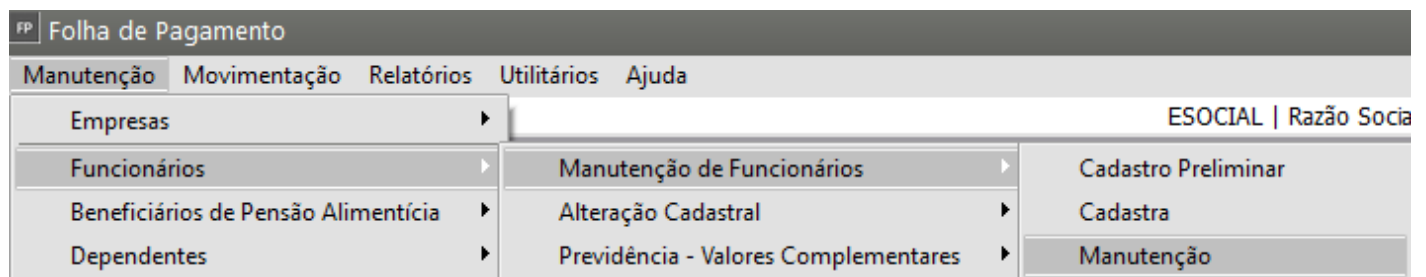 FP Folha de Pagamento
Manutenção Movimentação Relatórios Utilitários Ajuda
Empresas ESOCIAL | Razão Socia
Funcionários Manutenção de Funcionários Cadastro Preliminar
Beneficiários de Pensão Alimentícia Alteração Cadastral Cadastra
Dependentes Previdência - Valores Complementares Manutenção